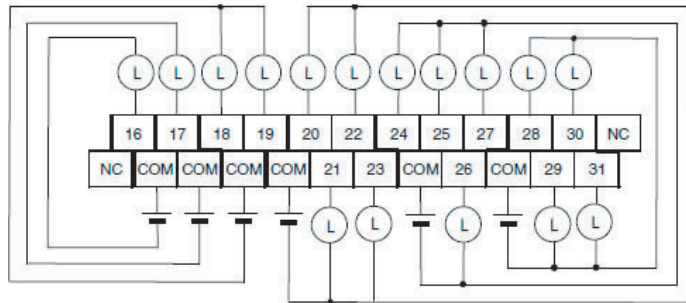 L L L L L L L L L L L
16 17 18 19 20 22 24 25 27 28 30 NC
NC COM COM COM COM 21 23 COM 26 COM 29 31
L L L L L